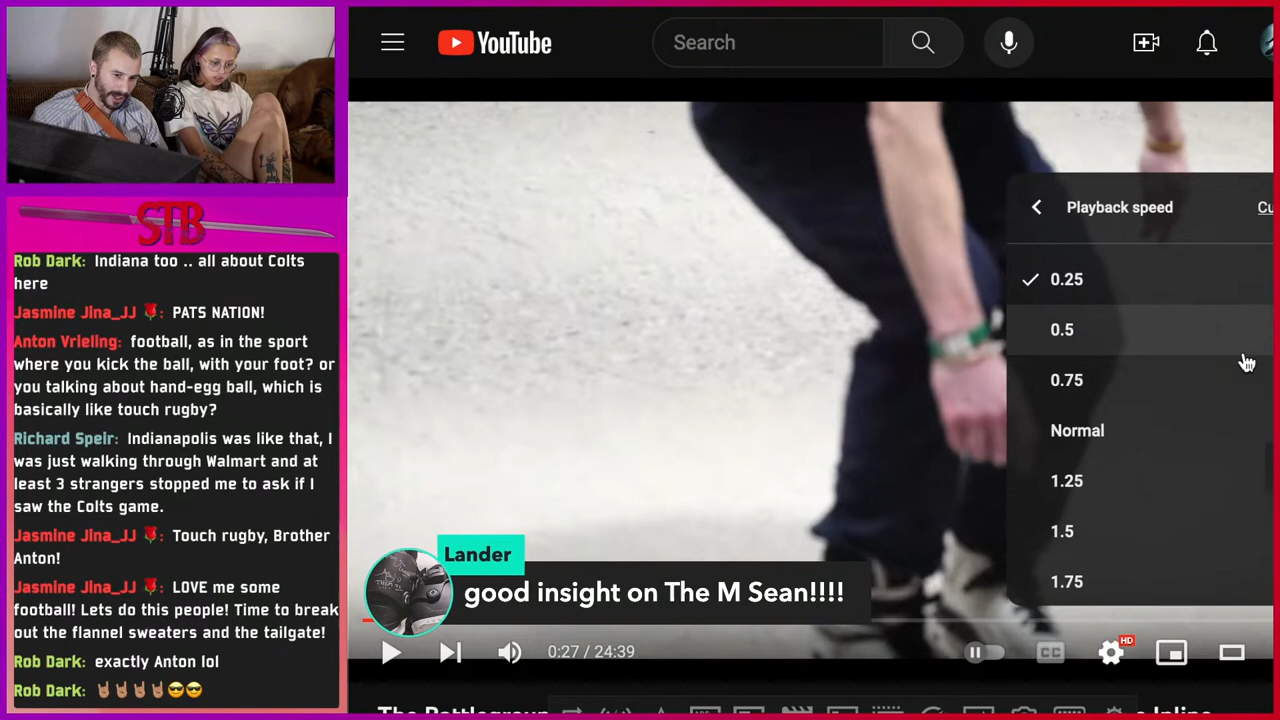 YouTube
Search
STB
Rob Dark: Indiana too .. all about Colts
here
Jasmine Jina_JJ 🌹: PATS NATION!
Anton Vrieling: football, as in the sport
where you kick the ball, with your foot? or
you talking about hand-egg ball, which is
basically like touch rugby?
Richard Speir: Indianapolis was like that, I
was just walking through Walmart and at
least 3 strangers stopped me to ask if I
saw the Colts game.
Jasmine Jina_JJ 🌹: Touch rugby, Brother
Anton!
Jasmine Jina_JJ 🌹: LOVE me some
football! Lets do this people! Time to break
out the flannel sweaters and the tailgate!
Rob Dark: exactly Anton lol
Rob Dark: 🤘🤘🤘🤘😎😎
Playback speed
0.25
0.5
0.75
Normal
1.25
1.5
1.75
Lander
good insight on The M Sean!!!!
0:27 / 24:39
CC
HD